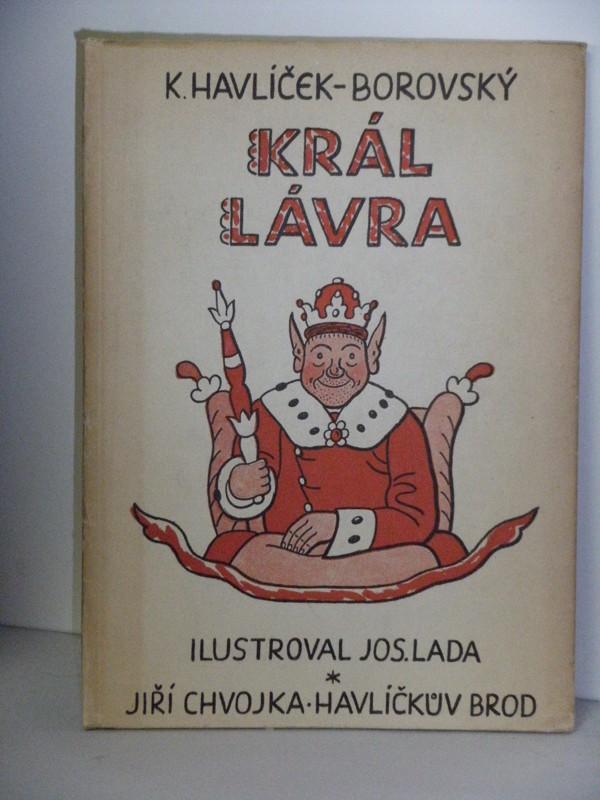 K. HAVLÍČEK-BOROVSKÝ
KRÁL
LÁVRA
ILUSTROVAL JOS. LADA
*
JIŘÍ CHVOJKA · HAVLÍČKŮV BROD